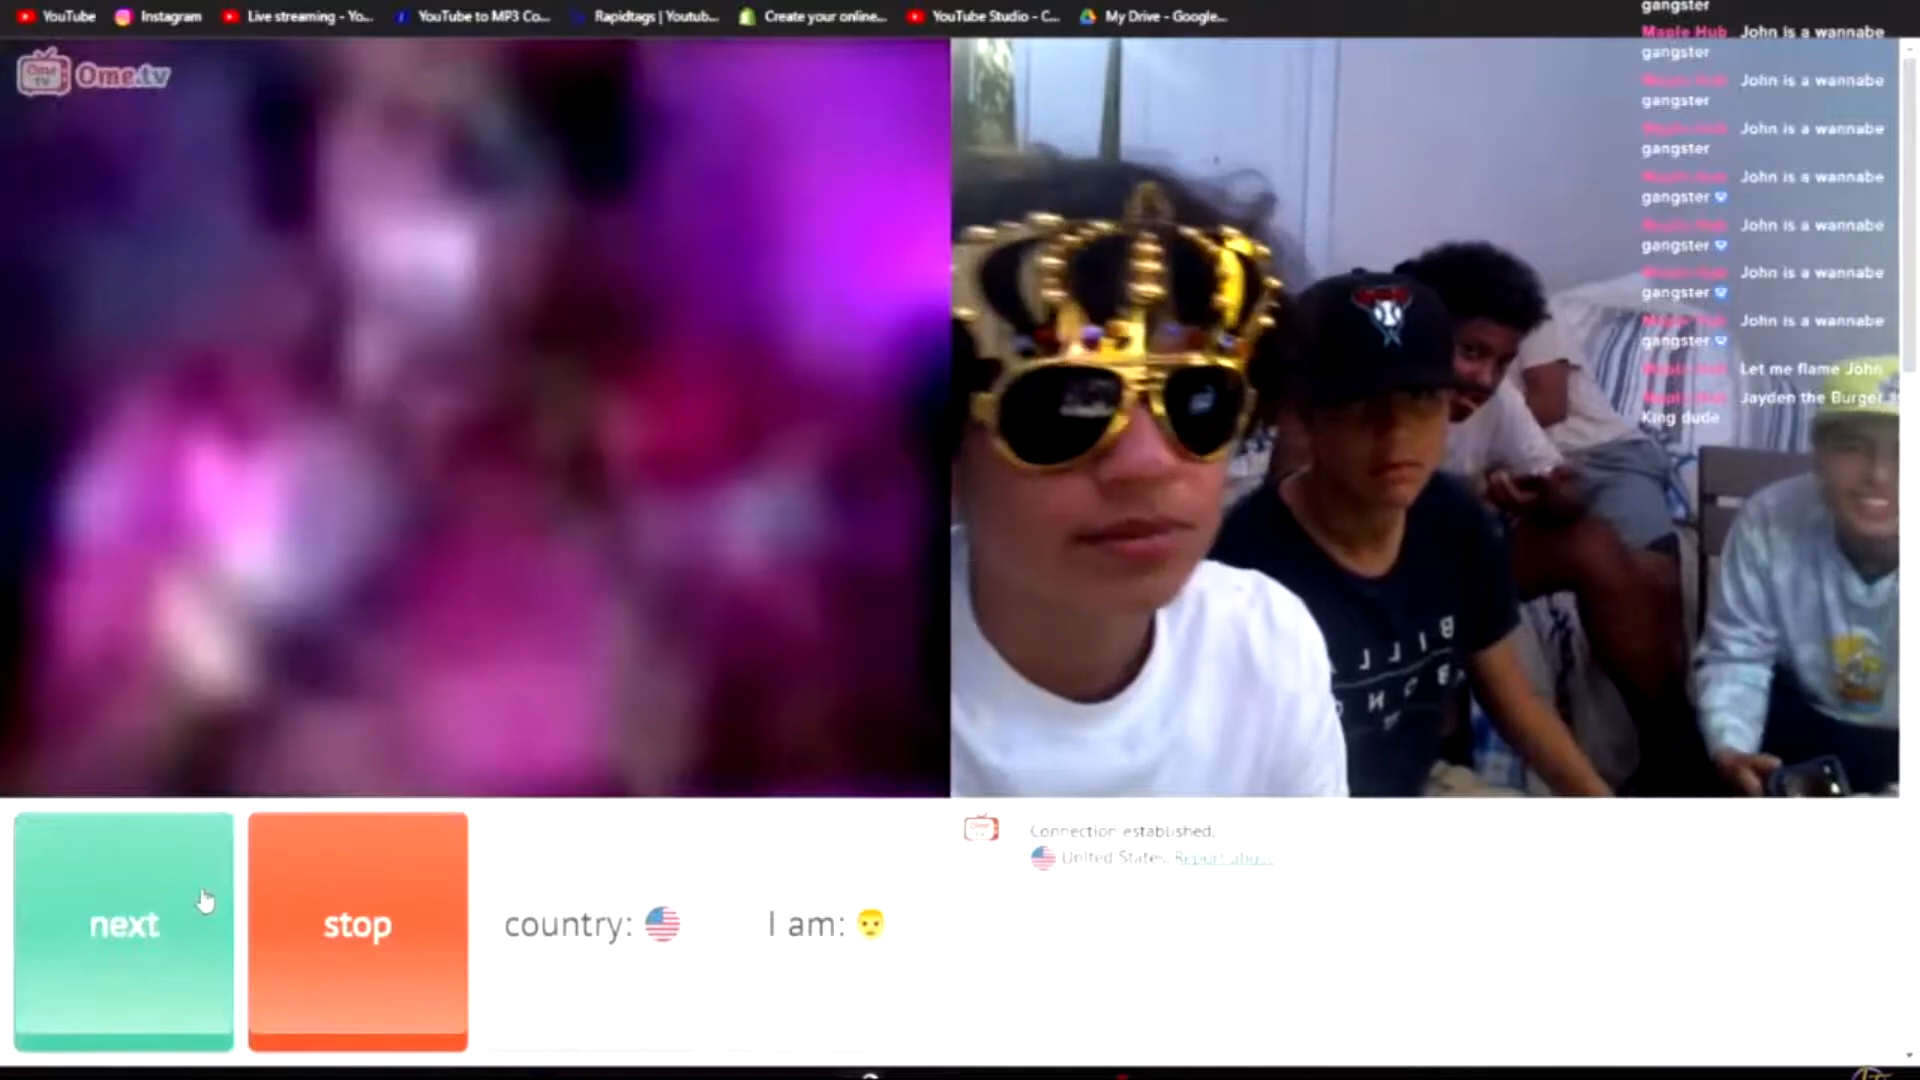 YouTube
Instagram
Live streaming - Yo...
YouTube to MP3 Co...
Rapidtags | Youtub...
Create your online...
YouTube Studio - C...
My Drive - Google...
Ome.tv
gangster
Maple Hub John is a wannabe
gangster
John is a wannabe
gangster
John is a wannabe
gangster
John is a wannabe
gangster
John is a wannabe
gangster
John is a wannabe
gangster
John is a wannabe
gangster
Let me flame John
Jayden the Burger
King dude
BILL
next
stop
country:
I am:
Connection established.
United States.